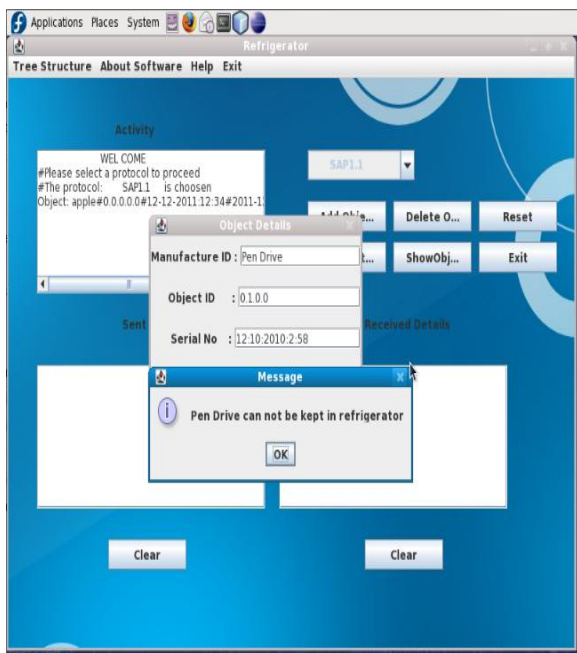 Applications Places System
Refrigerator
Tree Structure About Software Help Exit
Activity
WEL COME
#Please select a protocol to proceed
#The protocol: SAP1.1 is choosen
Object: apple#0.0.0.0.0#12-12-2011:12:34#2011-1
SAP1.1
Delete O... Reset
ShowObj... Exit
Object Details
Manufacture ID : Pen Drive
Object ID : 0.1.0.0
Serial No : 12:10:2010:2:58
Sent
Received Details
Message
Pen Drive can not be kept in refrigerator
OK
Clear Clear